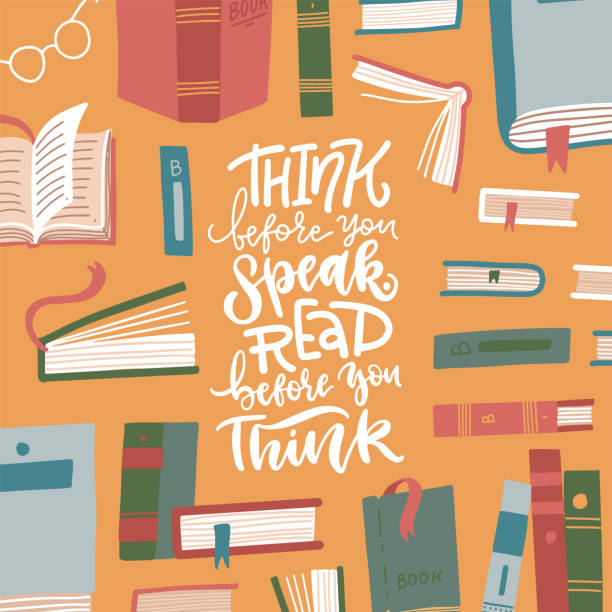 BOOK
B
THINK
before you
speak.
READ
before you
Think
B
B
BOOK